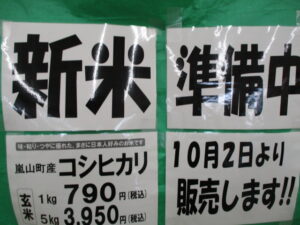 新米
準備中
味・粘り・つやに優れた、まさに日本人好みのお米です
嵐山町産 コシヒカリ
玄米
1kg 790円(税込)
5kg 3,950円(税込)
10月2日より
販売します!!